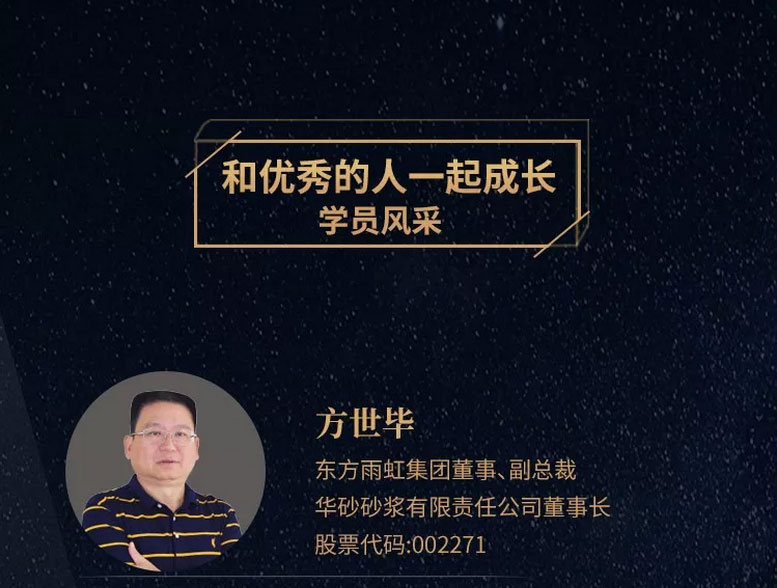 和优秀的人一起成长
学员风采
方世毕
东方雨虹集团董事、副总裁
华砂砂浆有限责任公司董事长
股票代码:002271